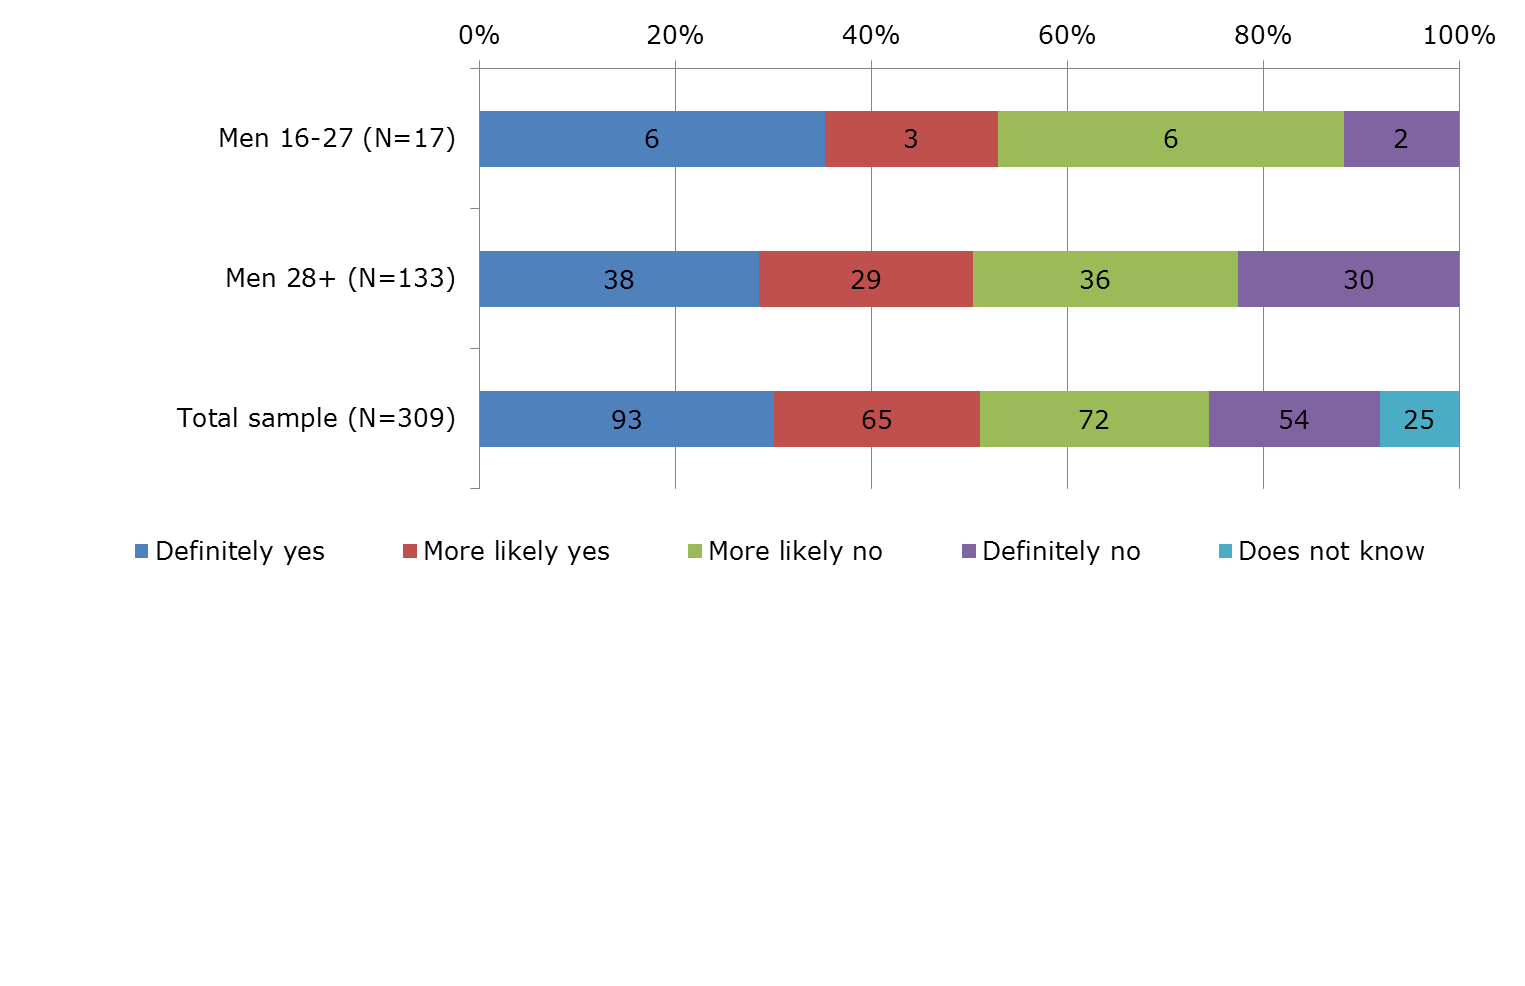 0% 20% 40% 60% 80% 100%
Men 16-27 (N=17) 6 3 6 2
Men 28+ (N=133) 38 29 36 30
Total sample (N=309) 93 65 72 54 25
Definitely yes More likely yes More likely no Definitely no Does not know